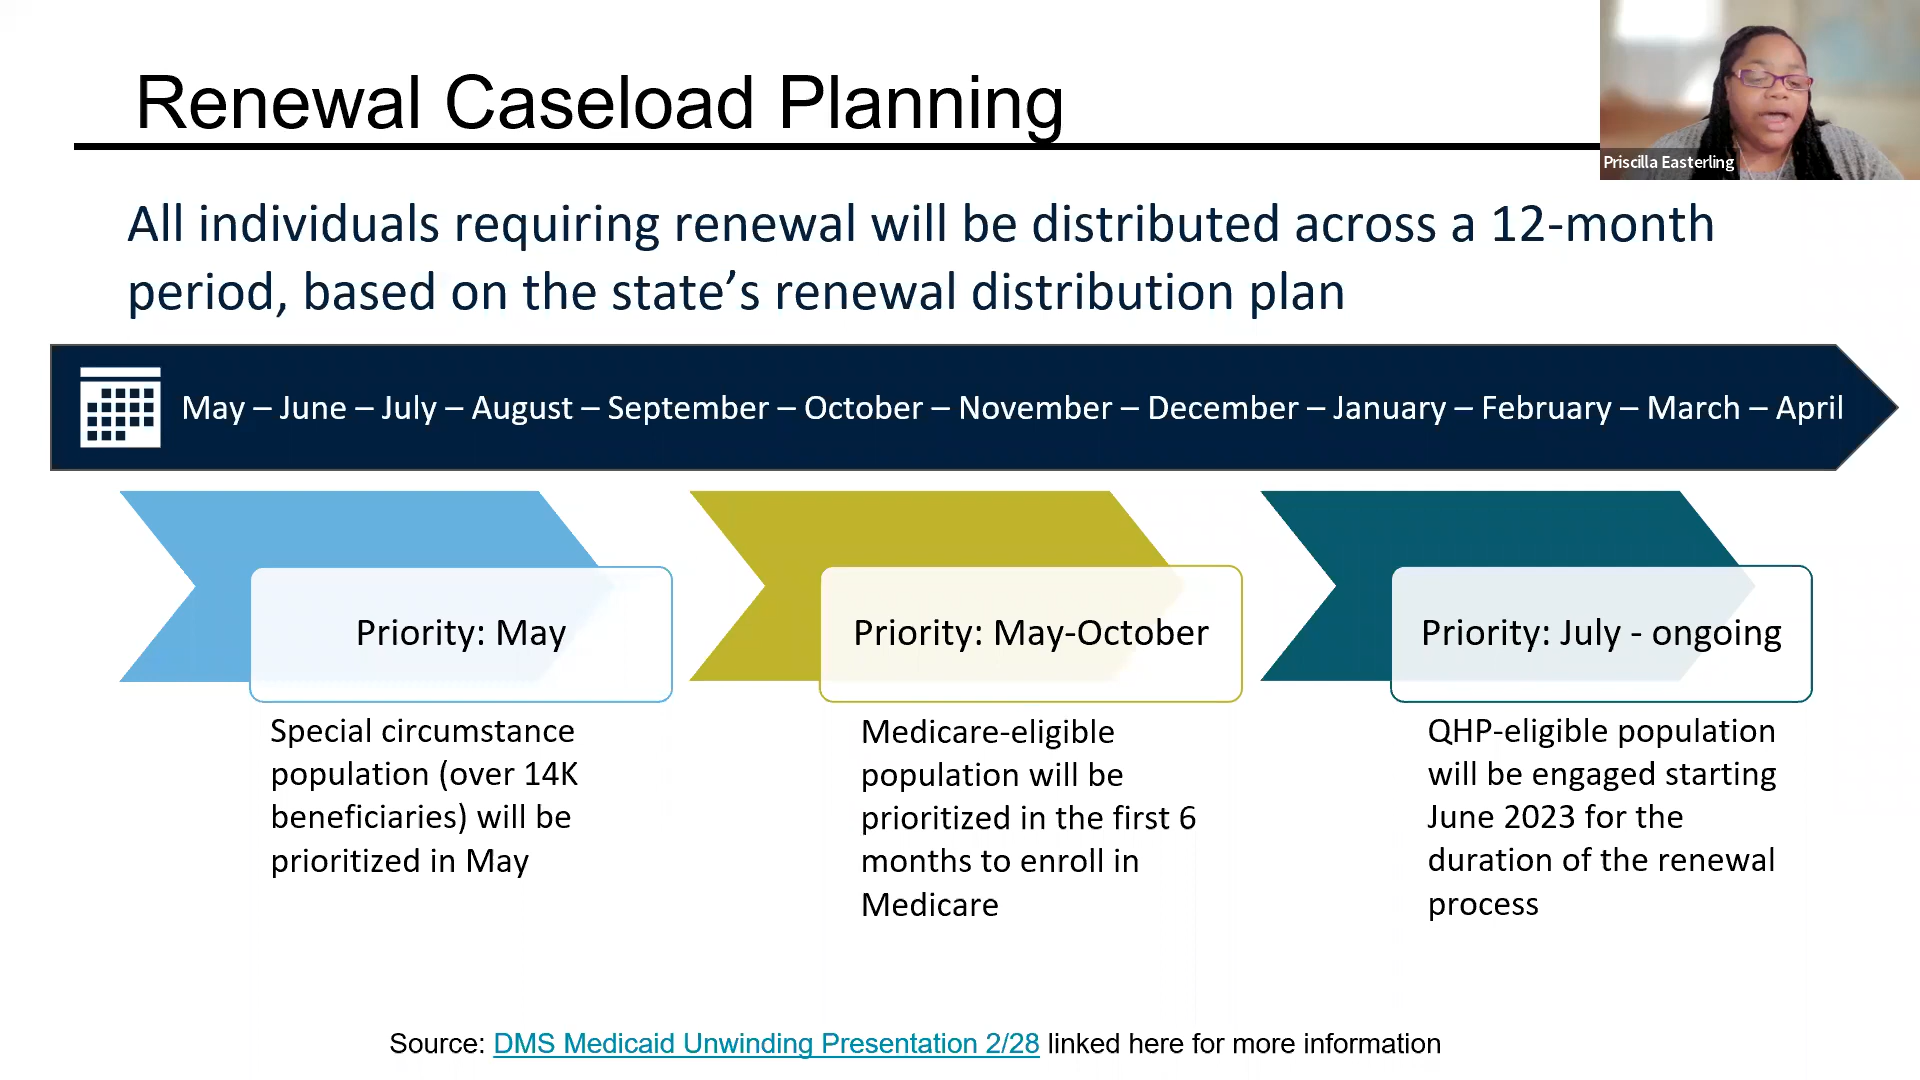 Renewal Caseload Planning
Priscilla Easterling
All individuals requiring renewal will be distributed across a 12-month
period, based on the state’s renewal distribution plan
May – June – July – August – September – October – November – December – January – February – March – April
Priority: May
Special circumstance
population (over 14K
beneficiaries) will be
prioritized in May
Priority: May-October
Medicare-eligible
population will be
prioritized in the first 6
months to enroll in
Medicare
Priority: July - ongoing
QHP-eligible population
will be engaged starting
June 2023 for the
duration of the renewal
process
Source: DMS Medicaid Unwinding Presentation 2/28 linked here for more information